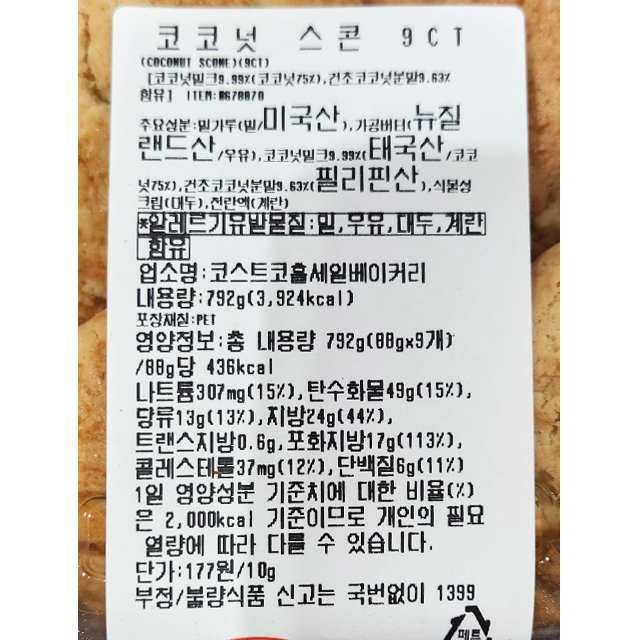 코코넛 스콘 9CT
(COCONUT SCONE)(9CT)
[코코넛밀크9.99%(코코넛75%),건조코코넛분말9.63%
함유] ITEM:@670870
주요성분:밀가루(밀/미국산),가공버터(뉴질
랜드산/우유),코코넛밀크9.99%(태국산/코코
넛75%),건조코코넛분말9.63%(필리핀산),식물성
크림(대두),전란액(계란)
*알레르기유발물질:밀,우유,대두,계란
함유
업소명:코스트코홀세일베이커리
내용량:792g(3,924kcal)
포장재질:PET
영양정보:총 내용량 792g(88gx9개)
/88g당 436kcal
나트륨307mg(15%),탄수화물49g(15%),
당류13g(13%),지방24g(44%),
트랜스지방0.6g,포화지방17g(113%),
콜레스테롤37mg(12%),단백질6g(11%)
1일 영양성분 기준치에 대한 비율(%)
은 2,000kcal 기준이므로 개인의 필요
열량에 따라 다를 수 있습니다.
단가:177원/10g
부정/불량식품 신고는 국번없이 1399
페트